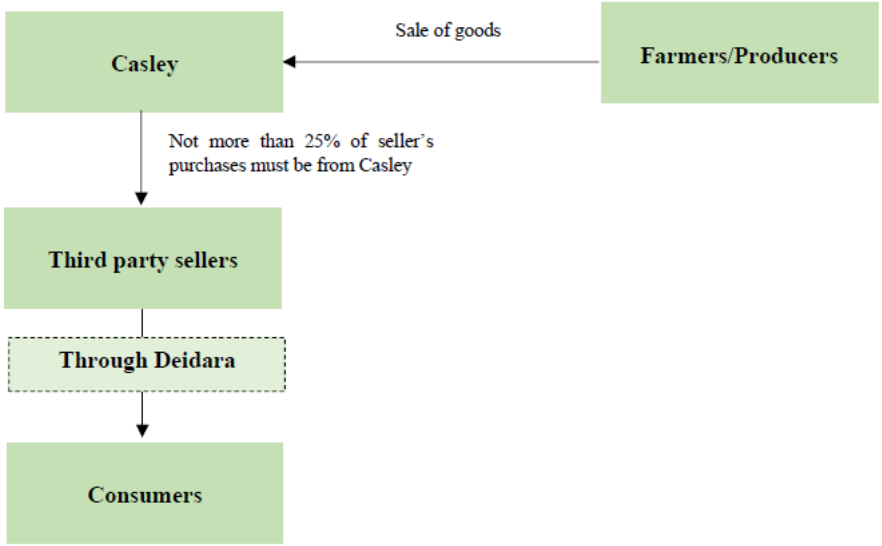 Sale of goods
Casley
Farmers/Producers
Not more than 25% of seller's
purchases must be from Casley
Third party sellers
Through Deidara
Consumers